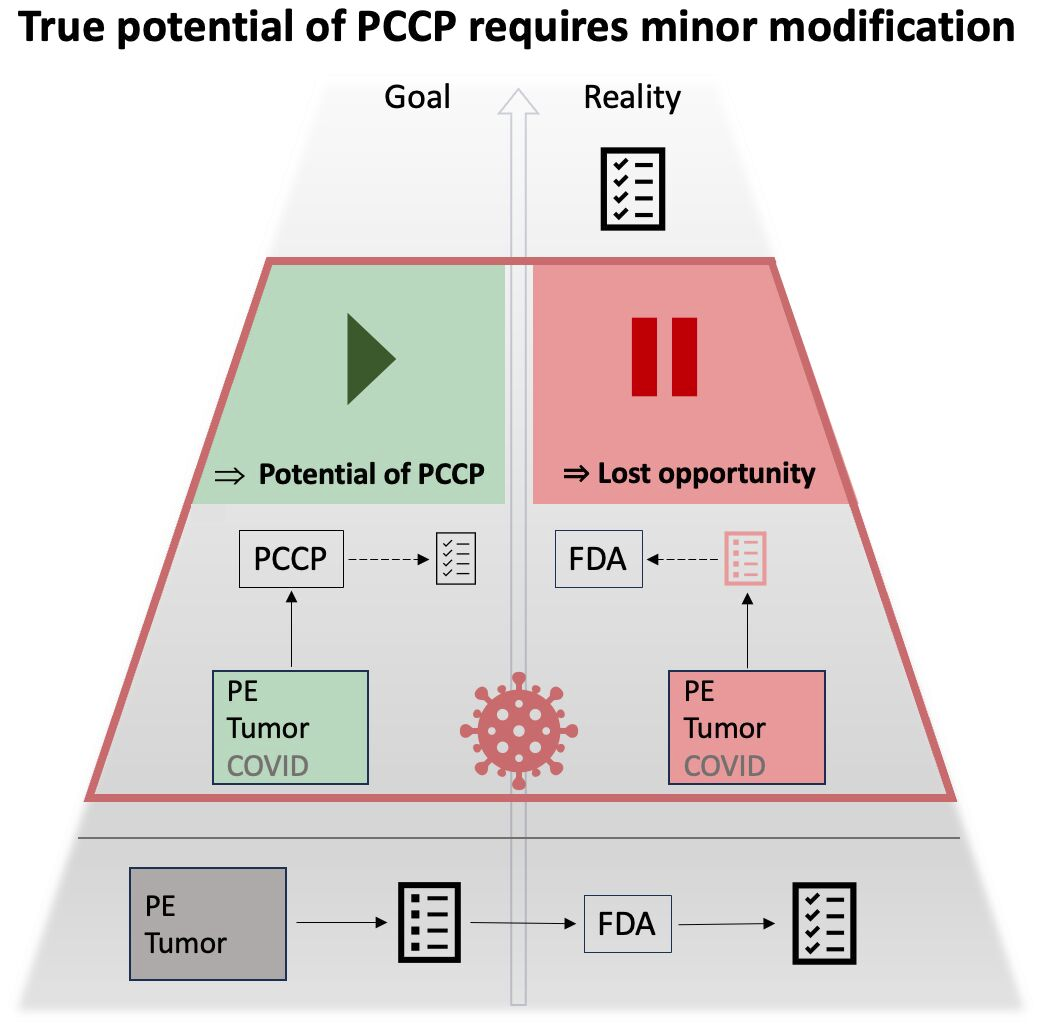 True potential of PCCP requires minor modification
Goal
Reality
⇒ Potential of PCCP
⇒ Lost opportunity
PCCP
FDA
PE
Tumor
COVID
PE
Tumor
COVID
PE
Tumor
FDA